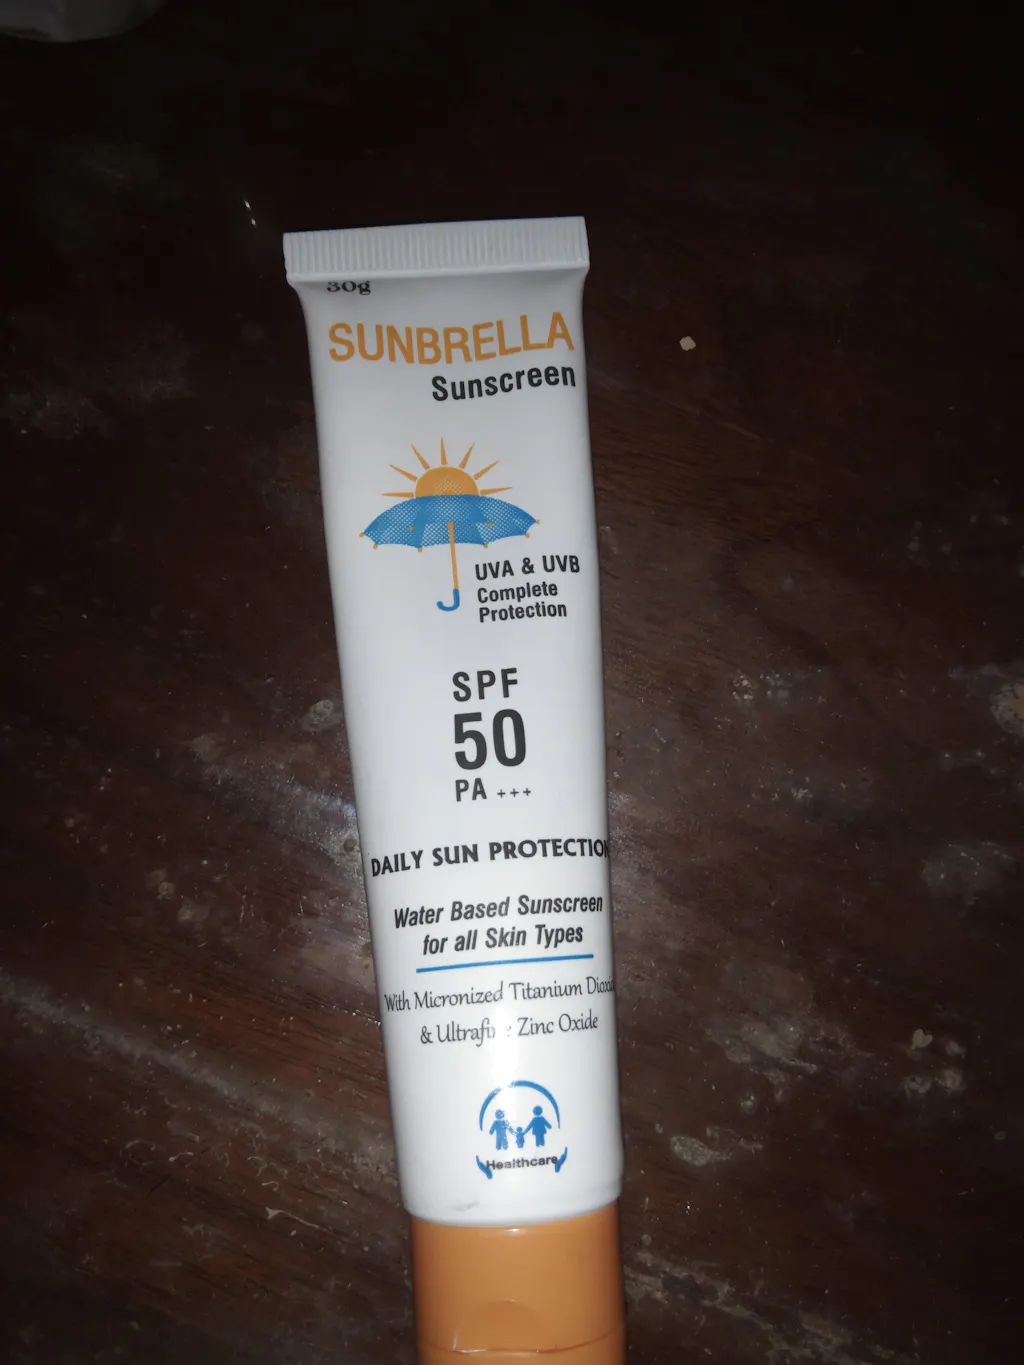 30g
SUNBRELLA
Sunscreen
UVA & UVB
Complete
Protection
SPF
50
PA +++
DAILY SUN PROTECTION
Water Based Sunscreen
for all Skin Types
With Micronized Titanium
& Zinc Oxide
Healthcare